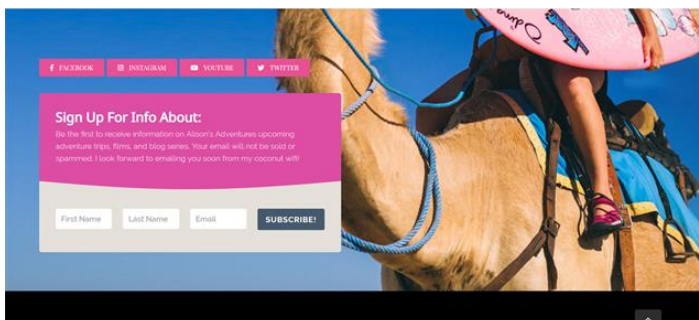 FACEBOOK INSTAGRAM YOUTUBE TWITTER
Sign Up For Info About:
Be the first to receive information on Alison's Adventures upcoming
adventure trips, films, and blog series. Your email will not be sold or
spammed. I look forward to emailing you soon from my coconut wifi!
First Name Last Name Email SUBSCRIBE!